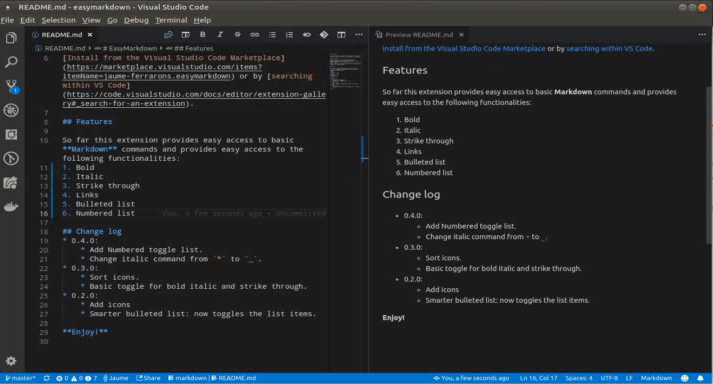 README.md - easymarkdown - Visual Studio Code
File Edit Selection View Go Debug Terminal Help
README.md
README.md > EasyMarkdown > ## Features
6 [Install from the Visual Studio Code Marketplace]
(https://marketplace.visualstudio.com/items?
itemName=jaume-ferrarons.easymarkdown) or by [searching
within VS Code]
(https://code.visualstudio.com/docs/editor/extension-galle
ry#_search-for-an-extension).
7
8 ## Features
9
10 So far this extension provides easy access to basic
**Markdown** commands and provides easy access to the
following functionalities:
11 1. Bold
12 2. Italic
13 3. Strike through
14 4. Links
15 5. Bulleted list
16 6. Numbered list You, a few seconds ago • Uncommitted
17
18 ## Change log
19 * 0.4.0:
20 * Add Numbered toggle list.
21 * Change italic command from `*` to `_`.
22 * 0.3.0:
23 * Sort icons.
24 * Basic toggle for bold italic and strike through.
25 * 0.2.0:
26 * Add icons
27 * Smarter bulleted list: now toggles the list items.
28
29 **Enjoy!**
30
Preview README.md
Install from the Visual Studio Code Marketplace or by searching within VS Code.
Features
So far this extension provides easy access to basic Markdown commands and provides
easy access to the following functionalities:
1. Bold
2. Italic
3. Strike through
4. Links
5. Bulleted list
6. Numbered list
Change log
• 0.4.0:
Add Numbered toggle list.
Change italic command from * to _.
• 0.3.0:
Sort icons.
Basic toggle for bold italic and strike through.
• 0.2.0:
Add icons
Smarter bulleted list: now toggles the list items.
Enjoy!
master* 0 0 7 Jaume Share markdown | README.md You, a few seconds ago Ln 16, Col 17 Spaces: 4 UTF-8 LF Markdown